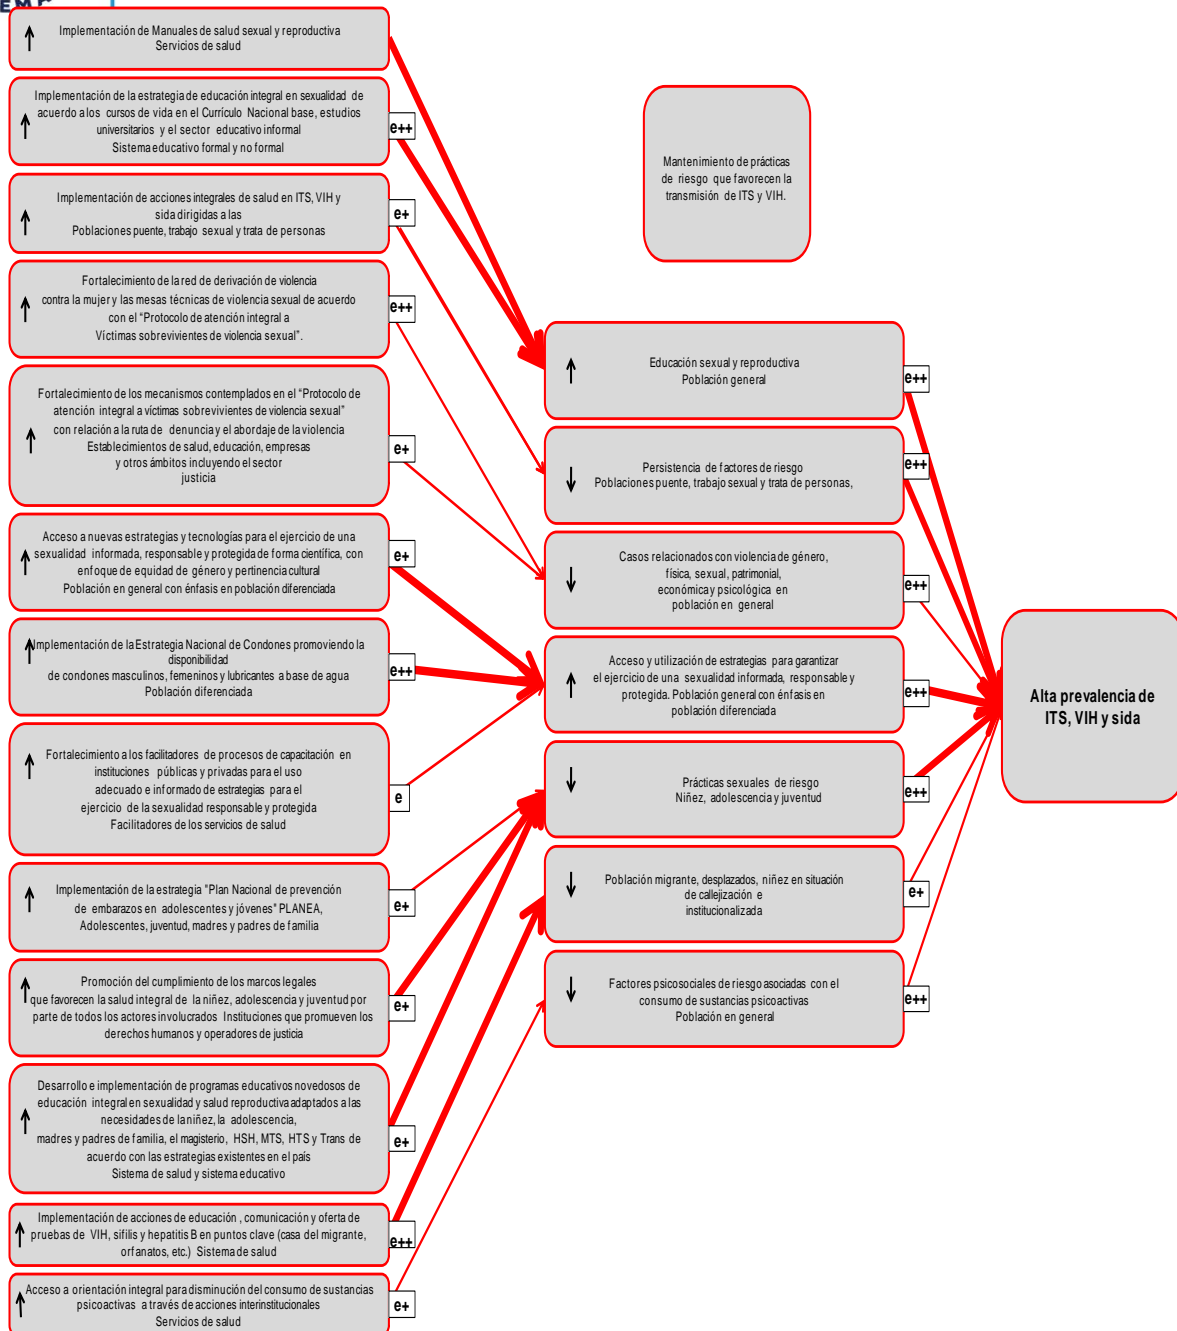 Implementación de Manuales de salud sexual y reproductiva
Servicios de salud
Implementación de la estrategia de educación integral en sexualidad de
acuerdo a los cursos de vida en el Currículo Nacional base, estudios
universitarios y el sector educativo informal
Sistema educativo formal y no formal
e++
Implementación de acciones integrales de salud en ITS, VIH y
sida dirigidas a las
Poblaciones puente, trabajo sexual y trata de personas
e+
Fortalecimiento de la red de derivación de violencia
contra la mujer y las mesas técnicas de violencia sexual de acuerdo
con el “Protocolo de atención integral a
Víctimas sobrevivientes de violencia sexual”.
e++
Fortalecimiento de los mecanismos contemplados en el “Protocolo de
atención integral a víctimas sobrevivientes de violencia sexual”
con relación a la ruta de denuncia y el abordaje de la violencia
Establecimientos de salud, educación, empresas
y otros ámbitos incluyendo el sector
justicia
e+
Acceso a nuevas estrategias y tecnologías para el ejercicio de una
sexualidad informada, responsable y protegida de forma científica, con
enfoque de equidad de género y pertinencia cultural
Población en general con énfasis en población diferenciada
e+
Implementación de la Estrategia Nacional de Condones promoviendo la
disponibilidad
de condones masculinos, femeninos y lubricantes a base de agua
Población diferenciada
e++
Fortalecimiento a los facilitadores de procesos de capacitación en
instituciones públicas y privadas para el uso
adecuado e informado de estrategias para el
ejercicio de la sexualidad responsable y protegida
Facilitadores de los servicios de salud
e
Implementación de la estrategia "Plan Nacional de prevención
de embarazos en adolescentes y jóvenes" PLANEA,
Adolescentes, juventud, madres y padres de familia
e+
Promoción del cumplimiento de los marcos legales
que favorecen la salud integral de la niñez, adolescencia y juventud por
parte de todos los actores involucrados Instituciones que promueven los
derechos humanos y operadores de justicia
e+
Desarrollo e implementación de programas educativos novedosos de
educación integral en sexualidad y salud reproductiva adaptados a las
necesidades de la niñez, la adolescencia,
madres y padres de familia, el magisterio, HSH, MTS, HTS y Trans de
acuerdo con las estrategias existentes en el país
Sistema de salud y sistema educativo
e+
Implementación de acciones de educación , comunicación y oferta de
pruebas de VIH, sifilis y hepatitis B en puntos clave (casa del migrante,
orfanatos, etc.) Sistema de salud
e++
Acceso a orientación integral para disminución del consumo de sustancias
psicoactivas a través de acciones interinstitucionales
Servicios de salud
e+
Mantenimiento de prácticas
de riesgo que favorecen la
transmisión de ITS y VIH.
Educación sexual y reproductiva
Población general
e++
Persistencia de factores de riesgo
Poblaciones puente, trabajo sexual y trata de personas,
e++
Casos relacionados con violencia de género,
física, sexual, patrimonial,
económica y psicológica en
población en general
e++
Acceso y utilización de estrategias para garantizar
el ejercicio de una sexualidad informada, responsable y
protegida. Población general con énfasis en
población diferenciada
e++
Prácticas sexuales de riesgo
Niñez, adolescencia y juventud
e++
Población migrante, desplazados, niñez en situación
de callejización e
institucionalizada
e+
Factores psicosociales de riesgo asociadas con el
consumo de sustancias psicoactivas
Población en general
e++
Alta prevalencia de
ITS, VIH y sida